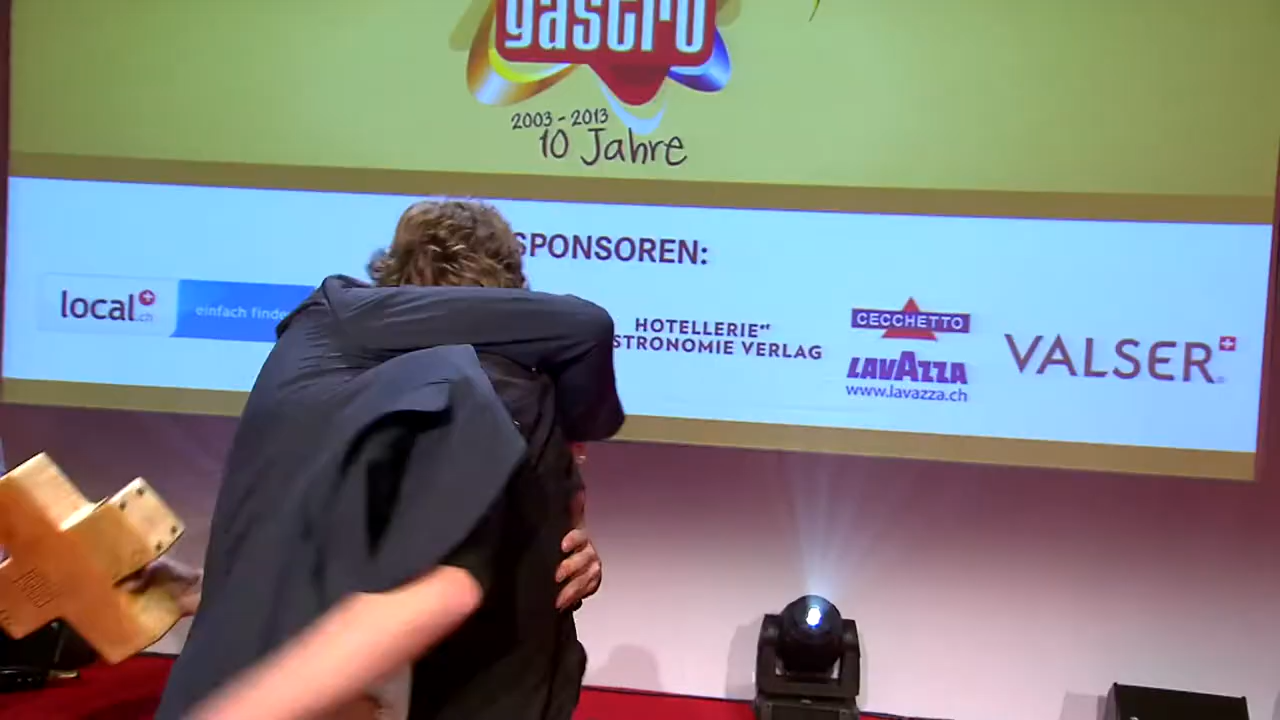 gastro
2003 - 2013
10 Jahre
SPONSOREN:
local.ch
einfach finde
HOTELLERIE
STRONOMIE VERLAG
CECCHETTO
LAVAZZA
www.lavazza.ch
VALSER